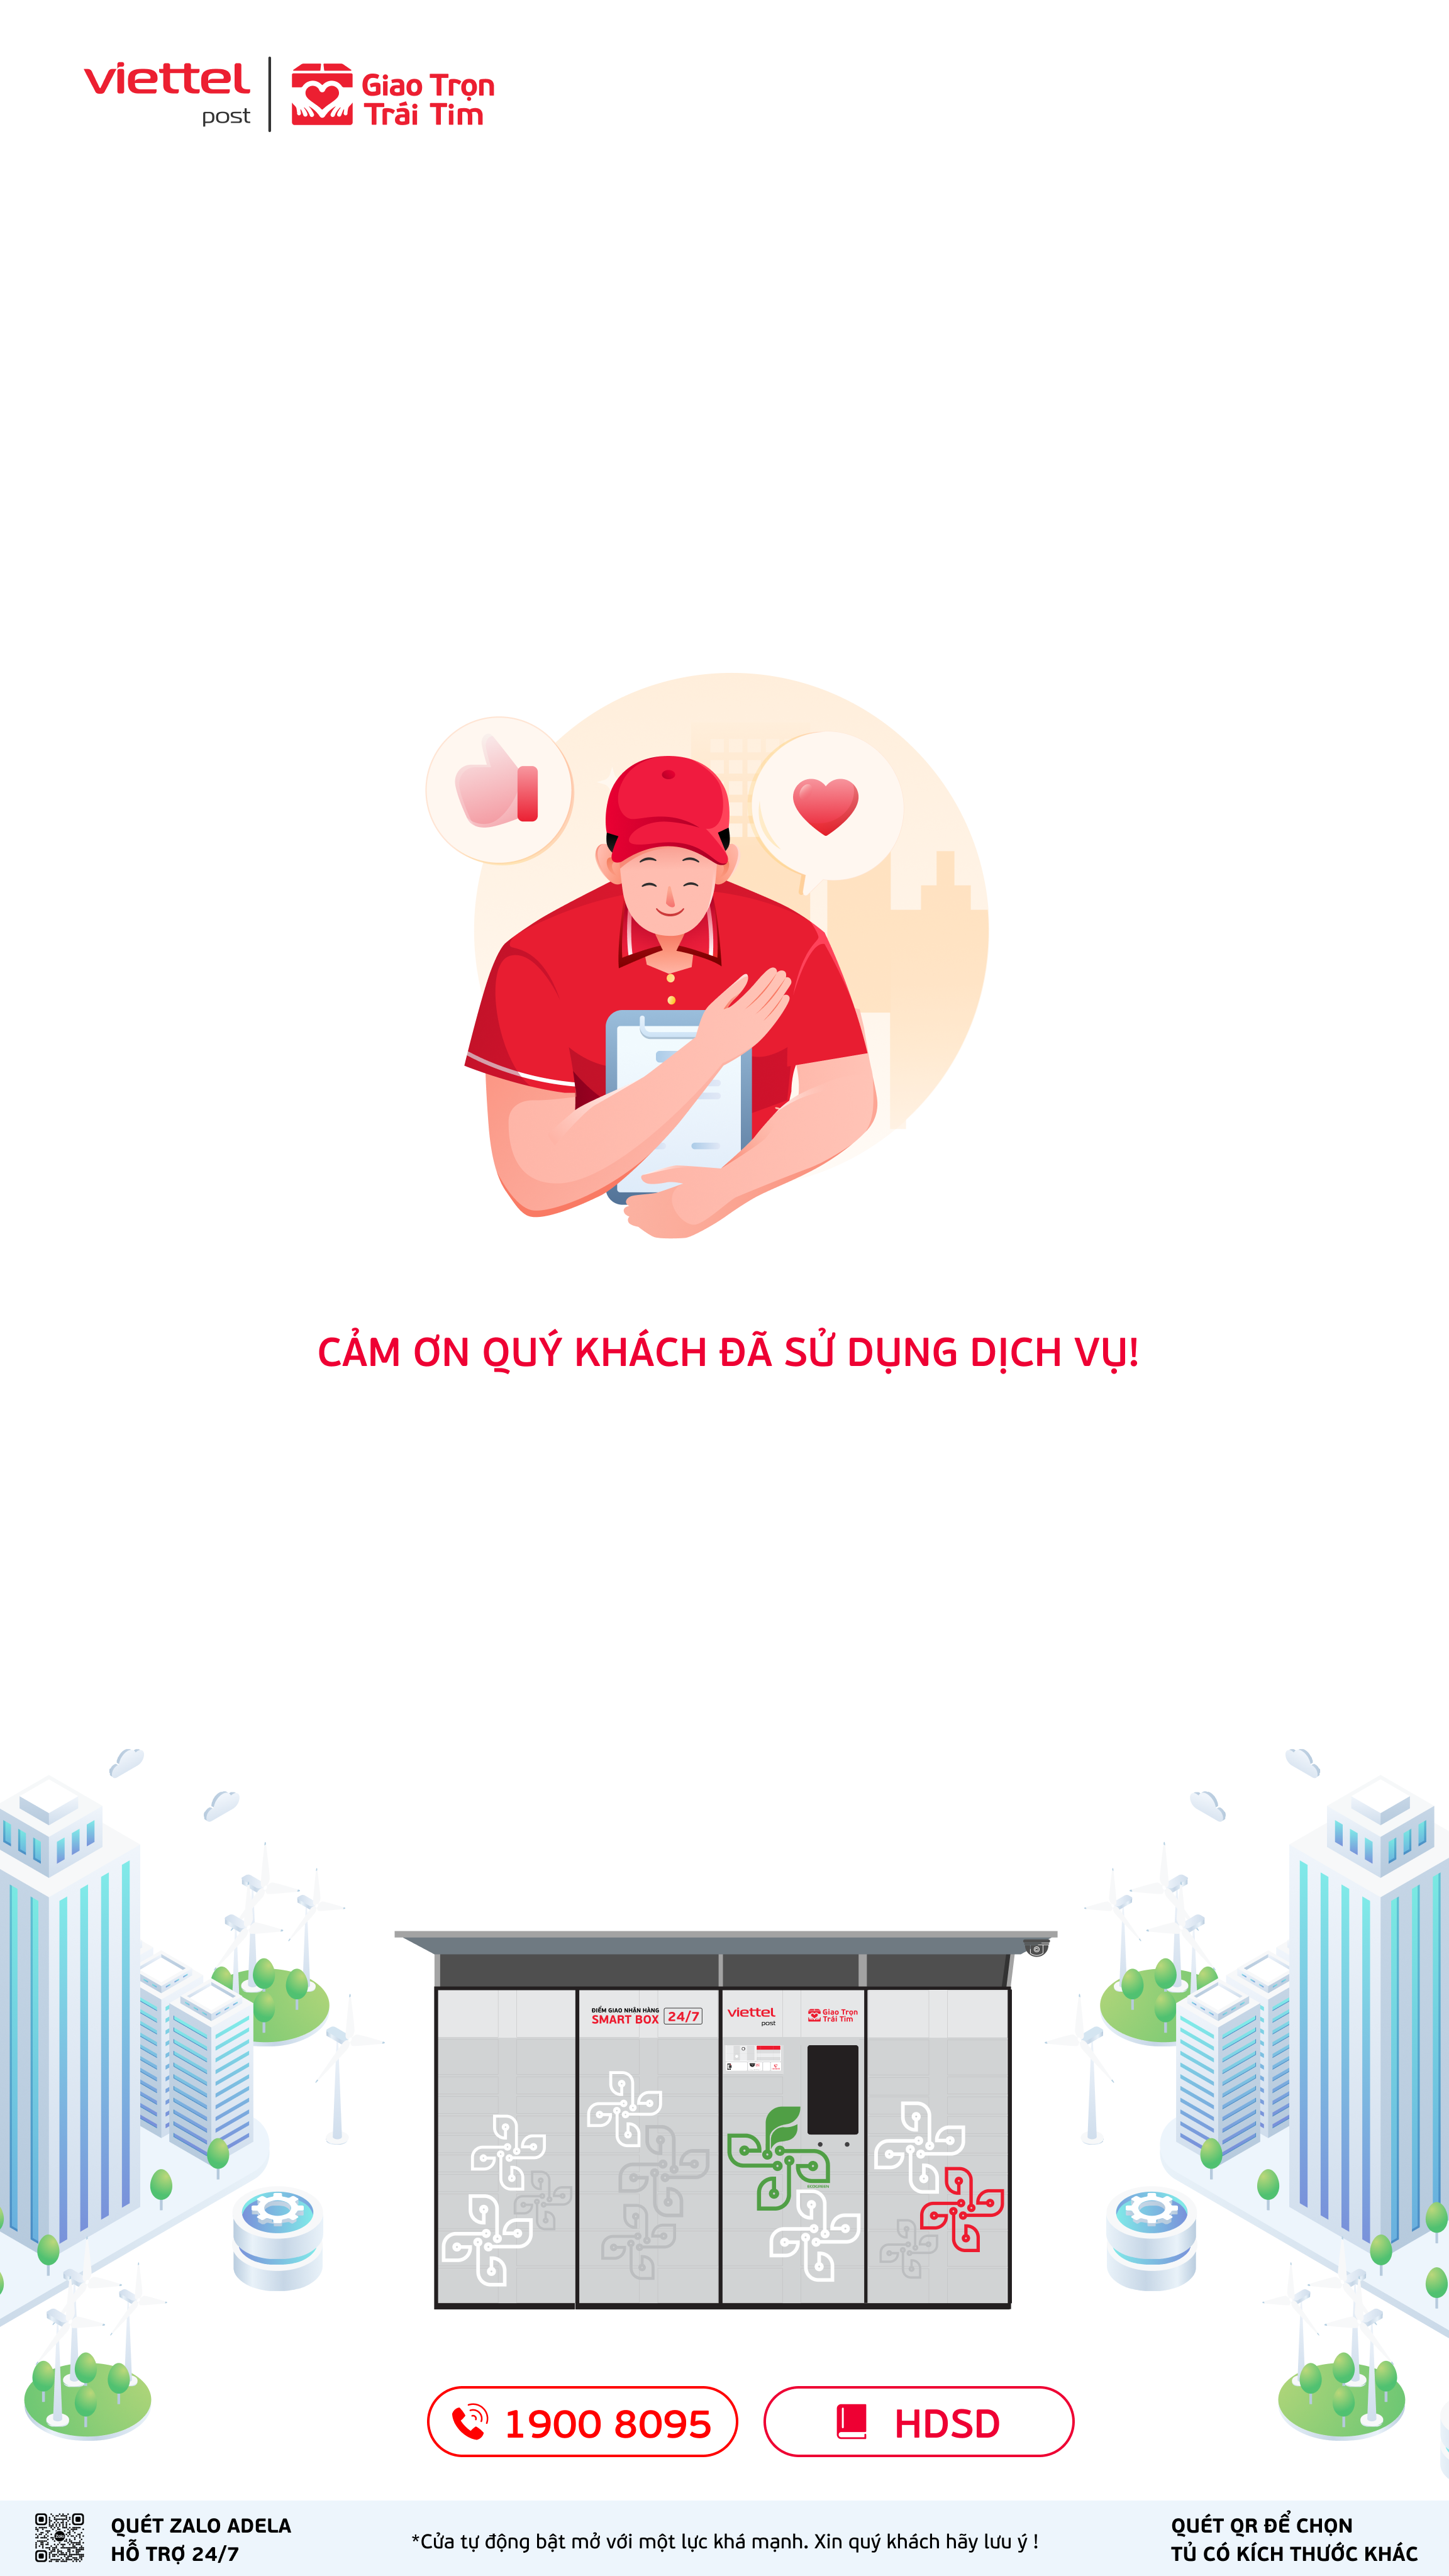 viettel
post
Giao Trọn
Trái Tim
CẢM ƠN QUÝ KHÁCH ĐÃ SỬ DỤNG DỊCH VỤ!
ĐIỂM GIAO NHẬN HÀNG
SMART BOX 24/7
viettel
post
Giao Trọn
Trái Tim
1900 8095
HDSD
QUÉT ZALO ADELA
HỖ TRỢ 24/7
*Cửa tự động bật mở với một lực khá mạnh. Xin quý khách hãy lưu ý !
QUÉT QR ĐỂ CHỌN
TỦ CÓ KÍCH THƯỚC KHÁC